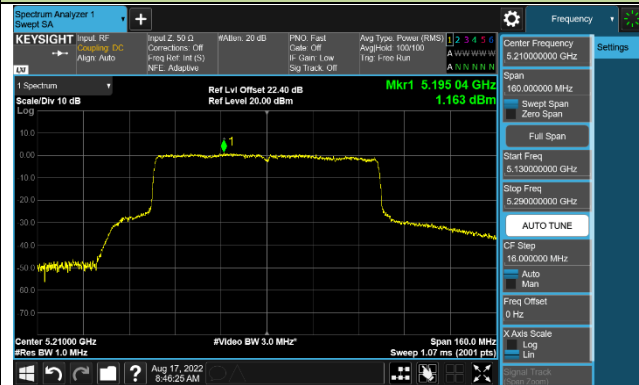 Spectrum Analyzer 1
Swept SA
Frequency
KEYSIGHT
Input: RF
Coupling: DC
Align: Auto
Input Z: 50 Ω
Corrections: Off
Freq Ref: Int (S)
NFE: Adaptive
#Atten: 20 dB
PNO: Fast
Gate: Off
IF Gain: Low
Sig Track: Off
Avg Type: Power (RMS)
Avg|Hold: 100/100
Trig: Free Run
1 2 3 4 5 6
A W W W W W
A N N N N N
LXI
1 Spectrum
Scale/Div 10 dB
Log
Ref Lvl Offset 22.40 dB
Ref Level 20.00 dBm
Mkr1 5.195 04 GHz
1.163 dBm
1
10.0
0.00
-10.0
-20.0
-30.0
-40.0
-50.0
-60.0
-70.0
Center 5.21000 GHz
#Res BW 1.0 MHz
#Video BW 3.0 MHz*
Span 160.0 MHz
Sweep 1.07 ms (2001 pts)
Aug 17, 2022
8:46:25 AM
Center Frequency
5.210000000 GHz
Settings
Span
160.000000 MHz
Swept Span
Zero Span
Full Span
Start Freq
5.130000000 GHz
Stop Freq
5.290000000 GHz
AUTO TUNE
CF Step
16.000000 MHz
Auto
Man
Freq Offset
0 Hz
X Axis Scale
Log
Lin
Signal Track
(Span Zoom)